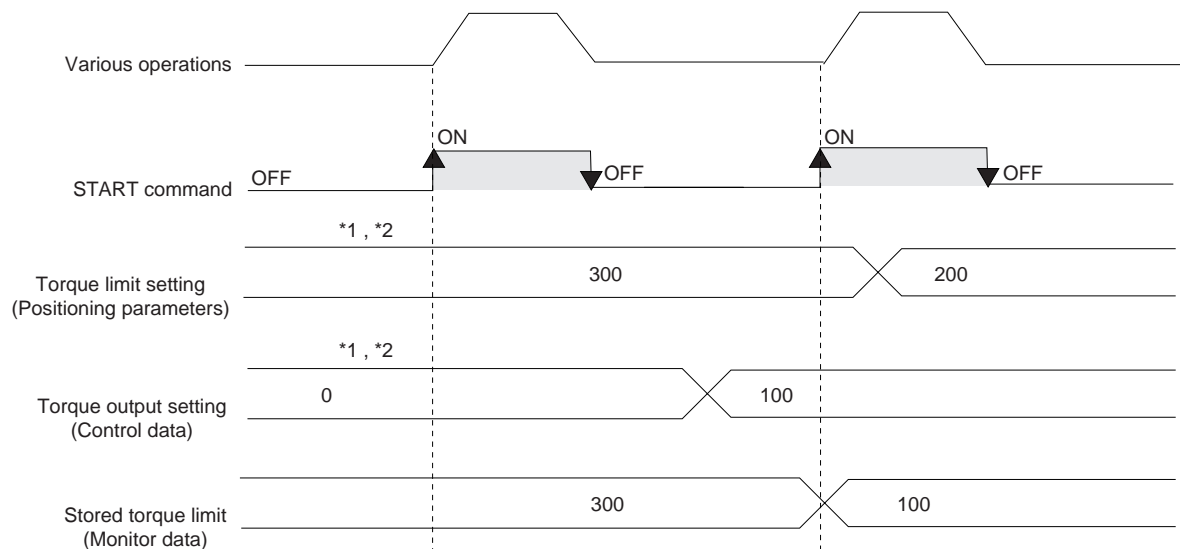 Various operations
ON
ON
START command
OFF
OFF
OFF
*1 , *2
Torque limit setting
(Positioning parameters)
300
200
*1 , *2
Torque output setting
(Control data)
0
100
Stored torque limit
(Monitor data)
300
100